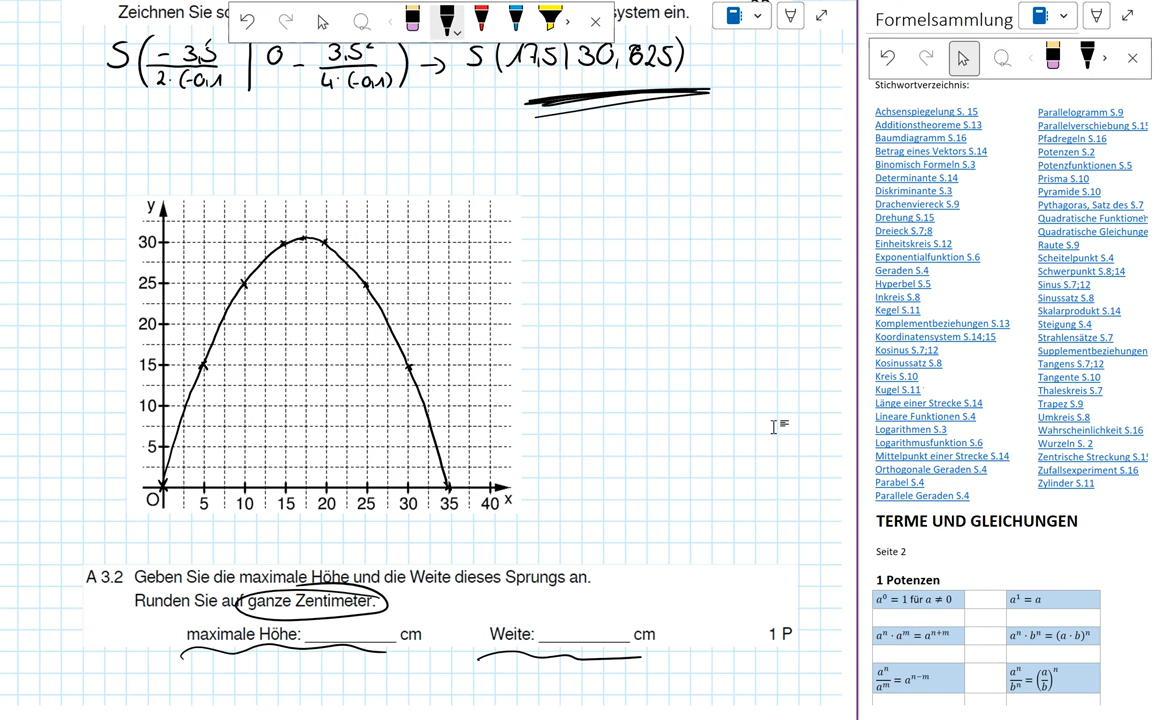 Zeichnen Sie
ystem ein.
S ( - 3,5 / 2 · (-0,1 | 0 - 3,5² / 4 · (-0,1) ) → S (17,5 | 30,625)
y
30
25
20
15
10
5
O 5 10 15 20 25 30 35 40 x
A 3.2 Geben Sie die maximale Höhe und die Weite dieses Sprungs an.
Runden Sie auf ganze Zentimeter.
maximale Höhe: __________ cm Weite: __________ cm 1 P
Formelsammlung
Stichwortverzeichnis:
Achsenspiegelung S. 15
Additionstheoreme S.13
Baumdiagramm S.16
Betrag eines Vektors S.14
Binomisch Formeln S.3
Determinante S.14
Diskriminante S.3
Drachenviereck S.9
Drehung S.15
Dreieck S.7;8
Einheitskreis S.12
Exponentialfunktion S.6
Geraden S.4
Hyperbel S.5
Inkreis S.8
Kegel S.11
Komplementbeziehungen S.13
Koordinatensystem S.14;15
Kosinus S.7;12
Kosinussatz S.8
Kreis S.10
Kugel S.11
Länge einer Strecke S.14
Lineare Funktionen S.4
Logarithmen S.3
Logarithmusfunktion S.6
Mittelpunkt einer Strecke S.14
Orthogonale Geraden S.4
Parabel S.4
Parallele Geraden S.4
Parallelogramm S.9
Parallelverschiebung S.15
Pfadregeln S.16
Potenzen S.2
Potenzfunktionen S.5
Prisma S.10
Pyramide S.10
Pythagoras, Satz des S.7
Quadratische Funktionen
Quadratische Gleichunge
Raute S.9
Scheitelpunkt S.4
Schwerpunkt S.8;14
Sinus S.7;12
Sinussatz S.8
Skalarprodukt S.14
Steigung S.4
Strahlensätze S.7
Supplementbeziehungen
Tangens S.7;12
Tangente S.10
Thaleskreis S.7
Trapez S.9
Umkreis S.8
Wahrscheinlichkeit S.16
Wurzeln S. 2
Zentrische Streckung S.15
Zufallsexperiment S.16
Zylinder S.11
TERME UND GLEICHUNGEN
Seite 2
1 Potenzen
a⁰ = 1 für a ≠ 0 a¹ = a
aⁿ · aᵐ = aⁿ⁺ᵐ aⁿ · bⁿ = (a · b)ⁿ
aⁿ/aᵐ = aⁿ⁻ᵐ aⁿ/bⁿ = (a/b)ⁿ